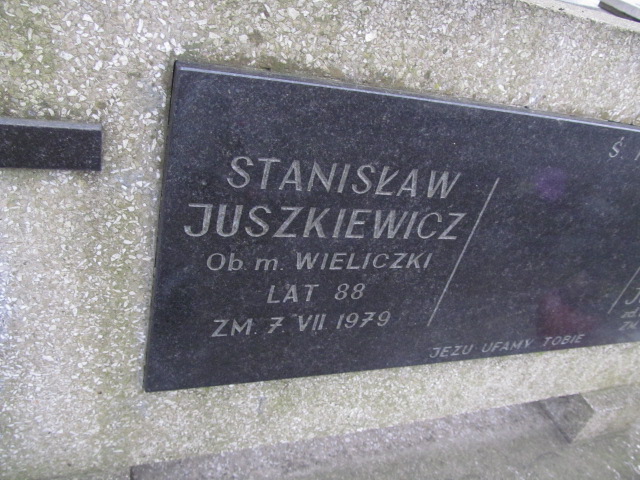 Ś.
STANISŁAW
JUSZKIEWICZ
Ob. m. WIELICZKI
LAT 88
ZM. 7. VII 1979
JEZU UFAMY TOBIE